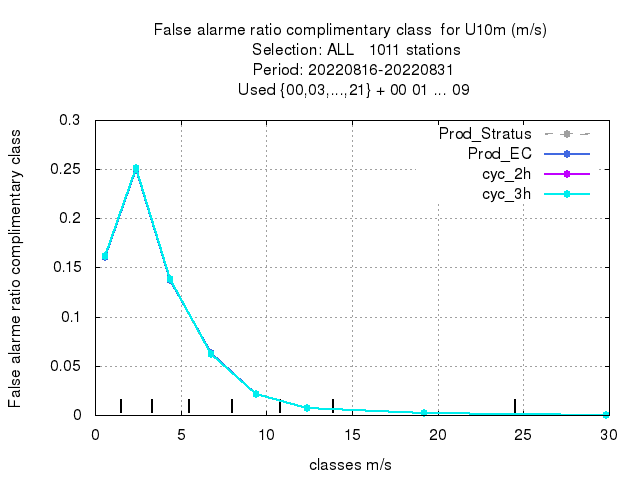 False alarme ratio complimentary class  for U10m (m/s)
Selection: ALL   1011 stations
Period: 20220816-20220831
Used {00,03,...,21} + 00 01 ... 09
False alarme ratio complimentary class
0.3
0.25
0.2
0.15
0.1
0.05
0
Prod_Stratus
Prod_EC
cyc_2h
cyc_3h
0 5 10 15 20 25 30
classes m/s